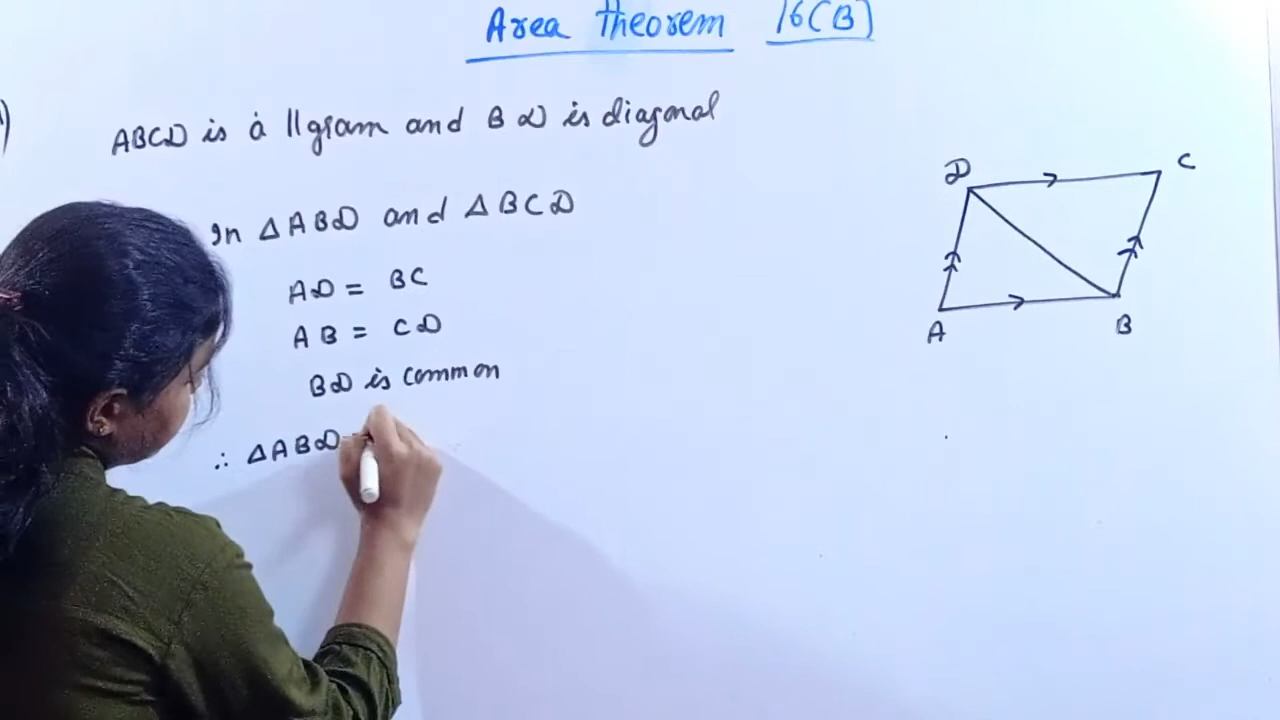 Area Theorem 16(B)
)
ABCD is a ||gram and BD is diagonal
In ΔABD and ΔBCD
AD = BC
AB = CD
BD is common
∴ ΔABD
D
C
A
B